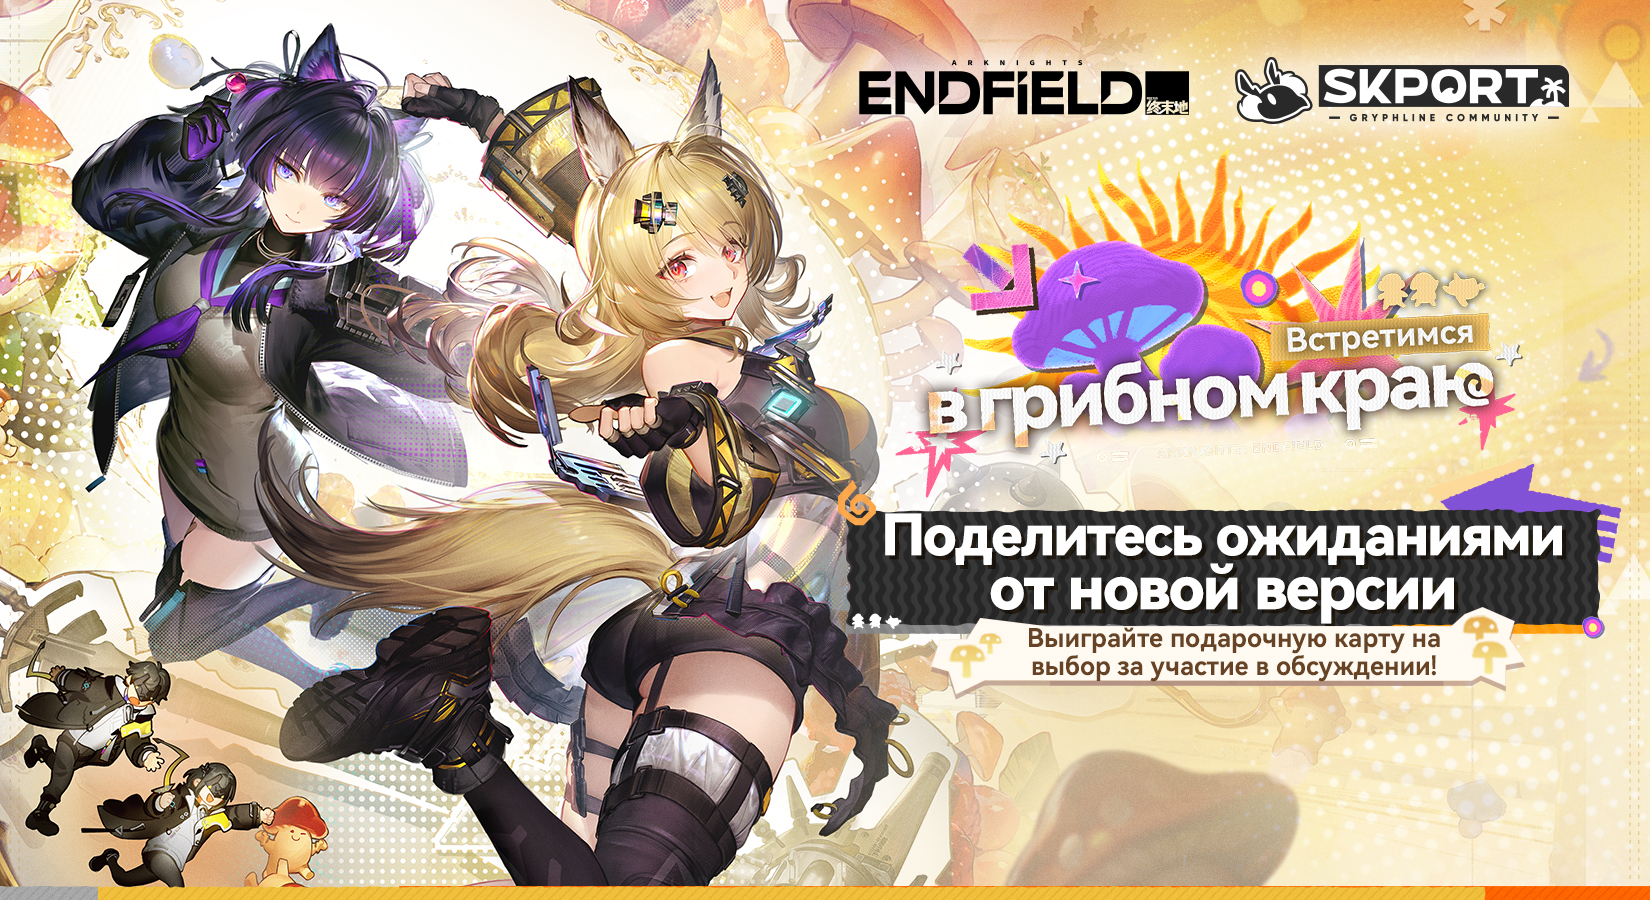 ARKNIGHTS
ENDFIELD
终末地
SKPORT
GRYPHLINE COMMUNITY
Встретимся
в грибном краю
Поделитесь ожиданиями
от новой версии
Выиграйте подарочную карту на
выбор за участие в обсуждении!